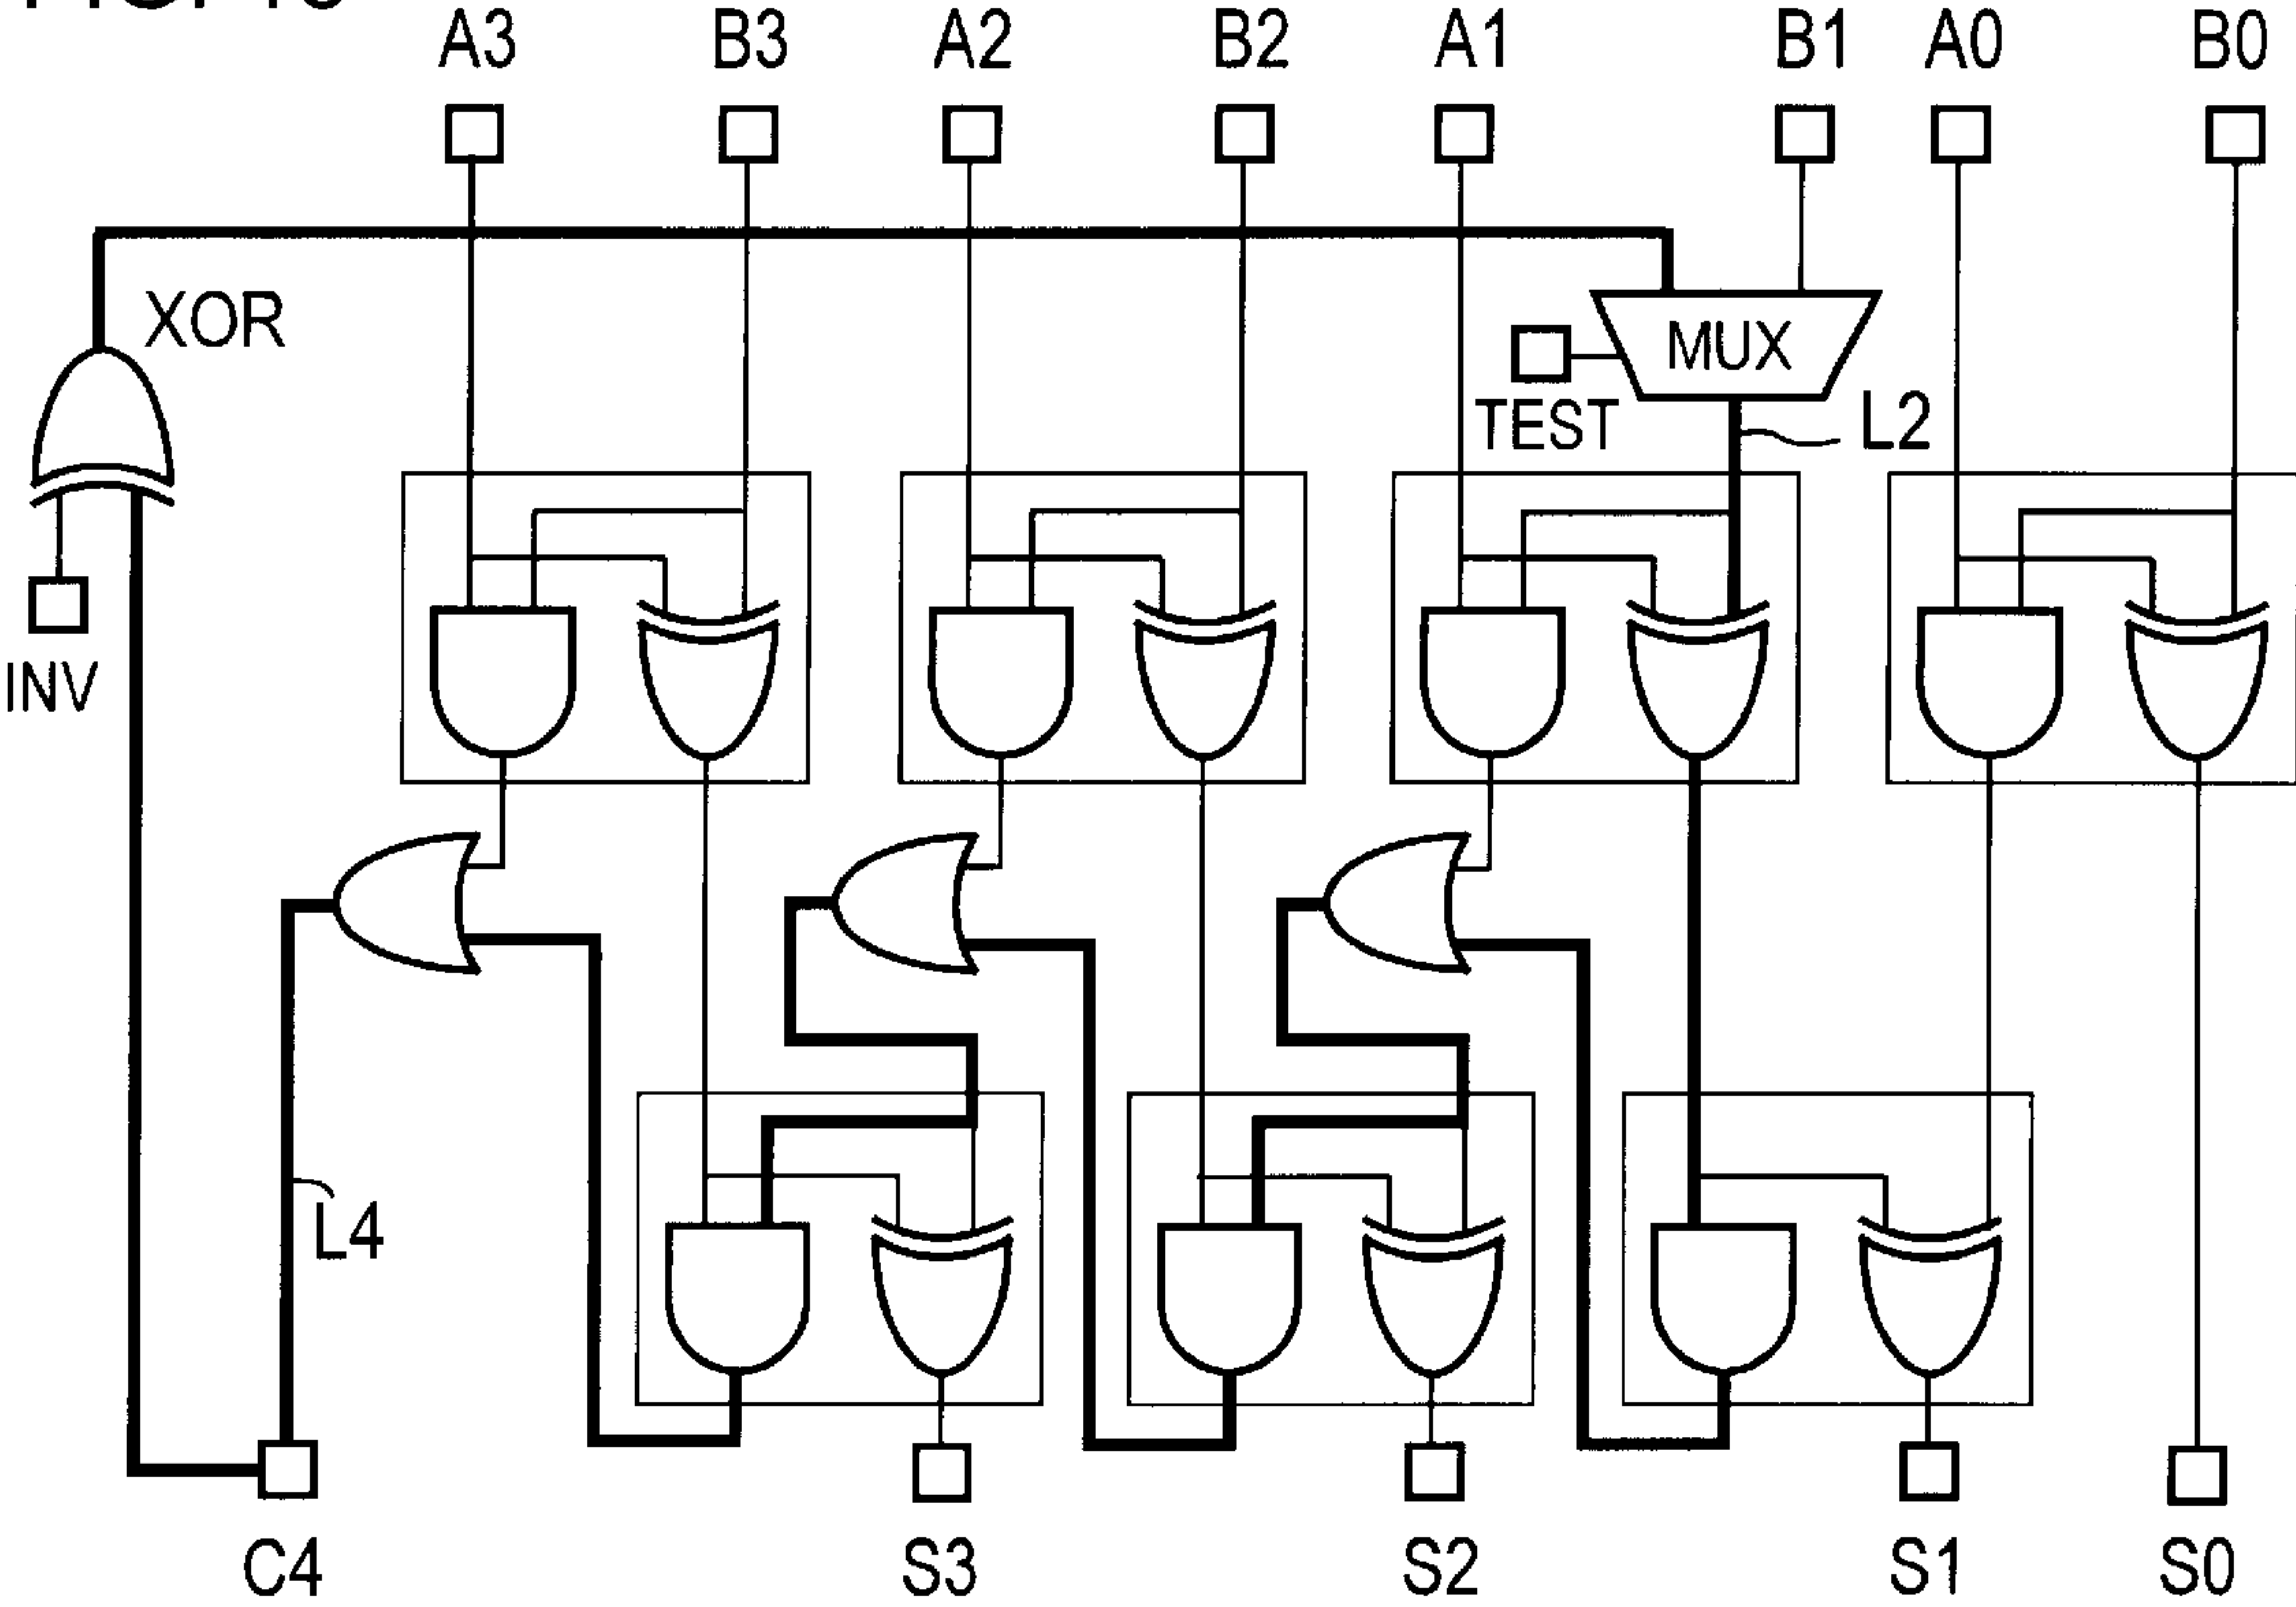 A3 B3 A2 B2 A1 B1 A0 B0
XOR
MUX
TEST
L2
INV
L4
C4 S3 S2 S1 S0